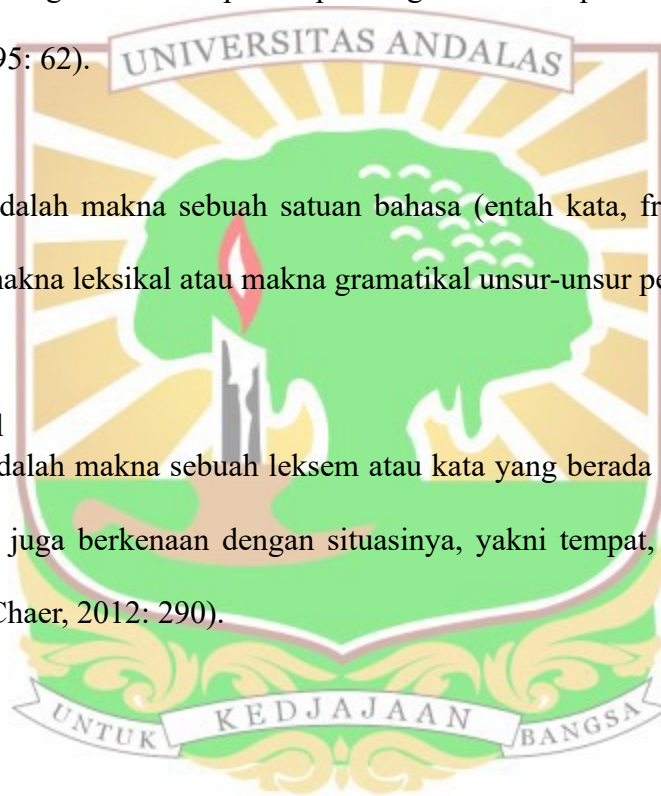 95: 62).
UNIVERSITAS ANDALAS
dalah makna sebuah satuan bahasa (entah kata, fr
makna leksikal atau makna gramatikal unsur-unsur pe
l
dalah makna sebuah leksem atau kata yang berada
juga berkenaan dengan situasinya, yakni tempat,
Chaer, 2012: 290).
UNTUK KEDJAJAAN BANGSA